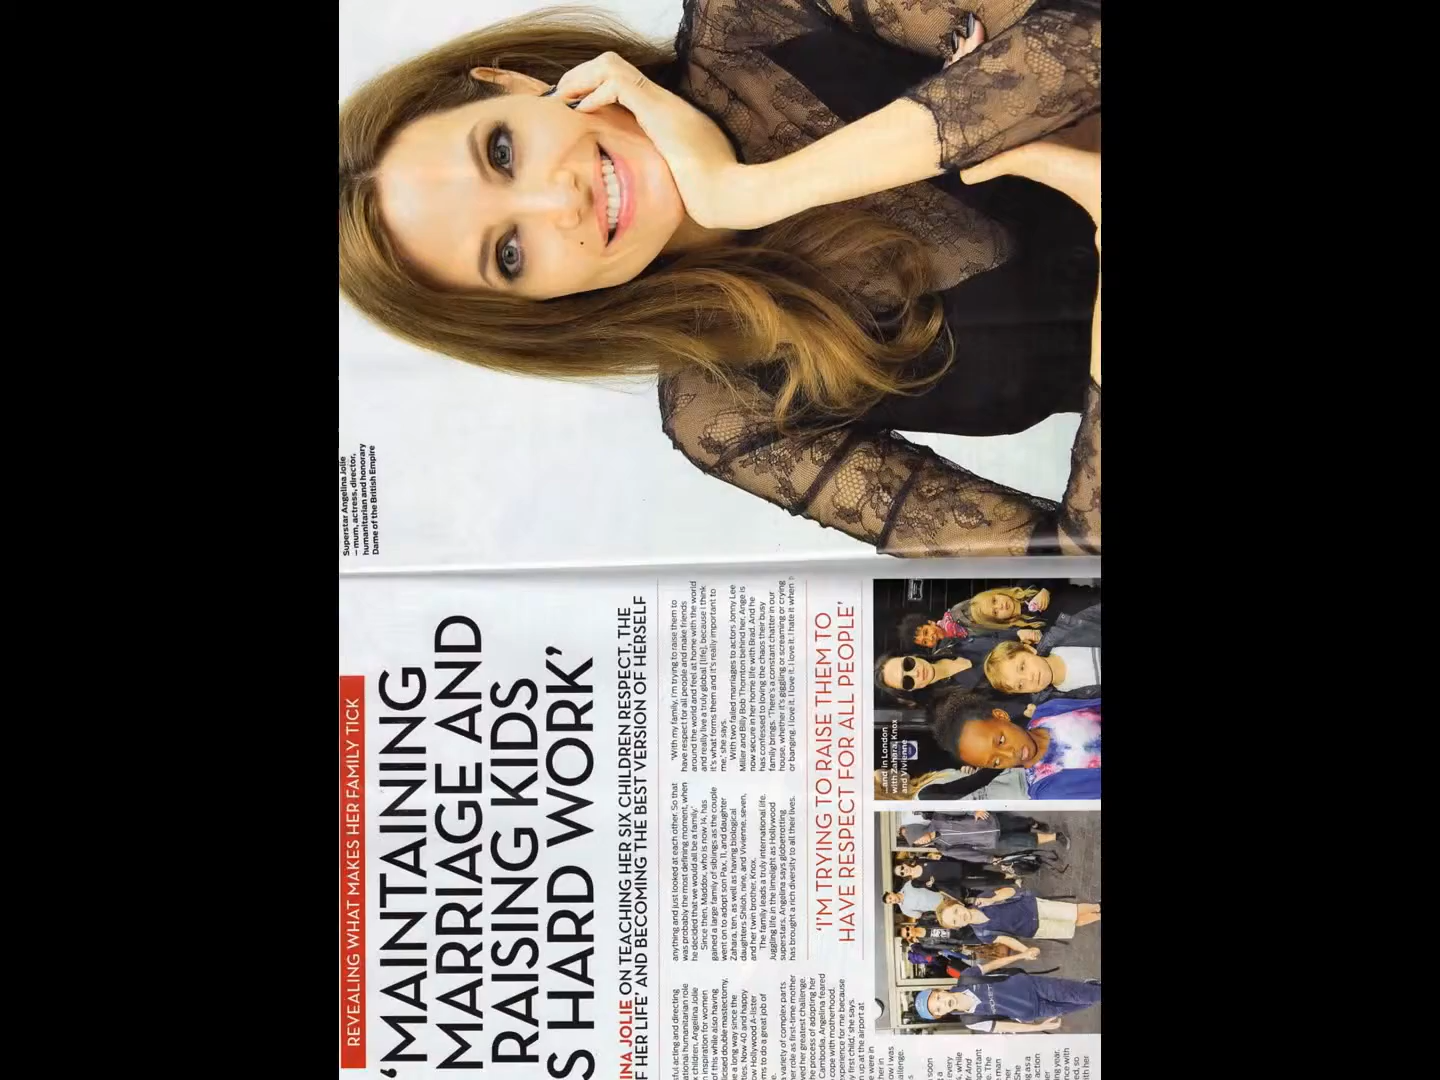 REVEALING WHAT MAKES HER FAMILY TICK
'MAINTAINING
MARRIAGE AND
RAISING KIDS
S HARD WORK'
INA JOLIE ON TEACHING HER SIX CHILDREN RESPECT, THE
F HER LIFE' AND BECOMING THE BEST VERSION OF HERSELF
anything and just looked at each other. So that
was probably the most defining moment, when
he decided that we would all be a family.'
Since then, Maddox, who is now 14, has
gained a large family of siblings as the couple
went on to adopt son Pax, 11, and daughter
Zahara, ten, as well as having biological
daughters Shiloh, nine, and Vivienne, seven,
and her twin brother, Knox.
The family leads a truly international life.
Juggling life in the limelight as Hollywood
superstars, Angelina says globetrotting
has brought a rich diversity to all their lives.
'With my family, I'm trying to raise them to
have respect for all people and make friends
around the world and feel at home with the world
and really live a truly global [life], because I think
it's what forms them and it's really important to
me,' she says.
With two failed marriages to actors Jonny Lee
Miller and Billy Bob Thornton behind her, Ange is
now secure in her home life with Brad. And he
has confessed to loving the chaos their busy
family brings. 'There's a constant chatter in our
house, whether it's giggling or screaming or crying
or banging. I love it. I love it. I love it. I hate it when
'I'M TRYING TO RAISE THEM TO
HAVE RESPECT FOR ALL PEOPLE'
...and in London
with Zahara, Knox
and Vivienne
Superstar Angelina Jolie
– mum, actress, director,
humanitarian and honorary
Dame of the British Empire